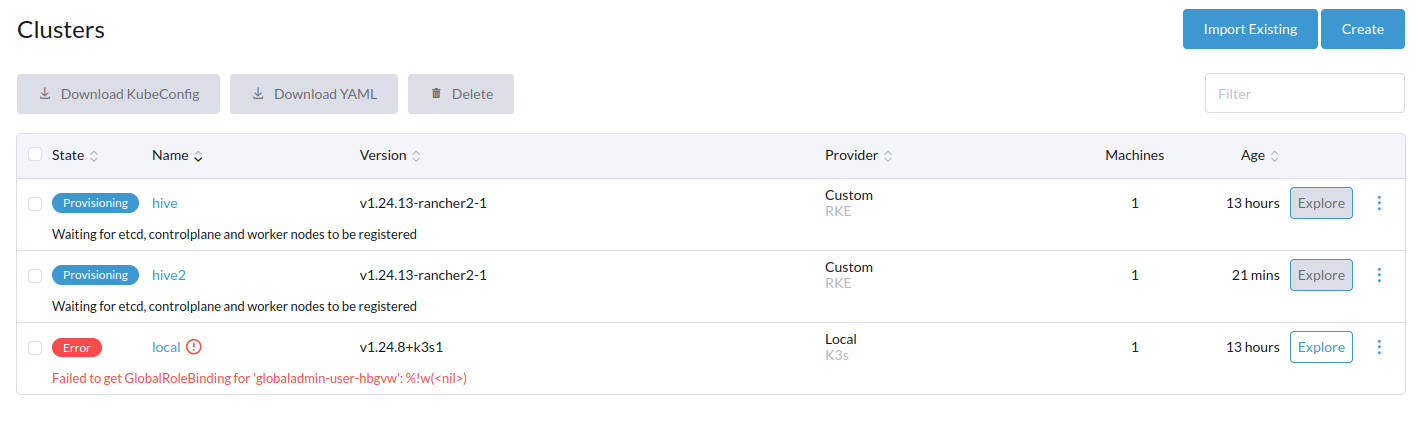 Clusters
Import Existing
Create
Download KubeConfig
Download YAML
Delete
Filter
State Name Version Provider Machines Age
Provisioning hive v1.24.13-rancher2-1 Custom 1 13 hours Explore
RKE
Waiting for etcd, controlplane and worker nodes to be registered
Provisioning hive2 v1.24.13-rancher2-1 Custom 1 21 mins Explore
RKE
Waiting for etcd, controlplane and worker nodes to be registered
Error local v1.24.8+k3s1 Local 1 13 hours Explore
K3s
Failed to get GlobalRoleBinding for 'globaladmin-user-hbgvw': %!w(<nil>)